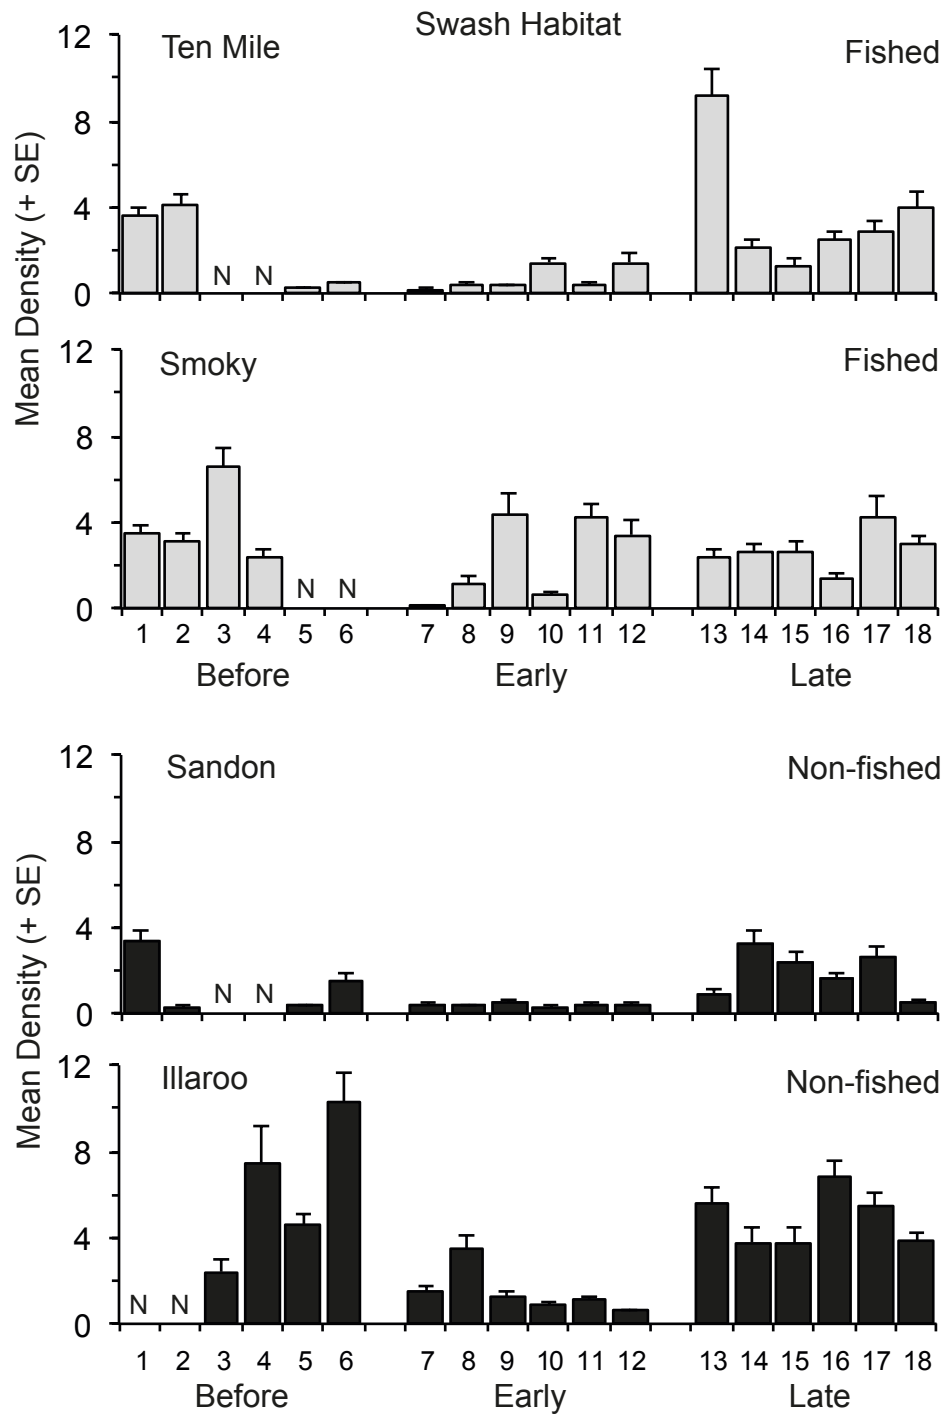 Swash Habitat
Mean Density (+ SE)
Ten Mile
Fished
12
8
4
0
N N
Smoky
Fished
12
8
4
0
N N
1 2 3 4 5 6 7 8 9 10 11 12 13 14 15 16 17 18
Before Early Late
Mean Density (+ SE)
Sandon
Non-fished
12
8
4
0
N N
Illaroo
Non-fished
12
8
4
0
N N
1 2 3 4 5 6 7 8 9 10 11 12 13 14 15 16 17 18
Before Early Late